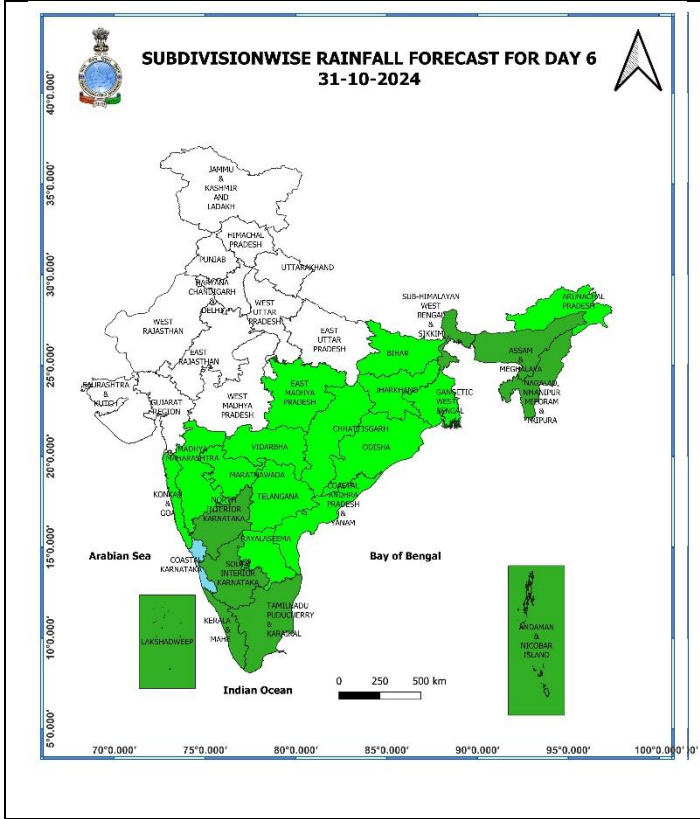 SUBDIVISIONWISE RAINFALL FORECAST FOR DAY 6
31-10-2024
40°0.000'
35°0.000'
30°0.000'
25°0.000'
20°0.000'
15°0.000'
10°0.000'
5°0.000'
JAMMU
&
KASHMIR
AND
LADAKH
HIMACHAL
PRADESH
PUNJAB
UTTARAKHAND
HARYANA
CHANDIGARH
&
DELHI
WEST
UTTAR
PRADESH
WEST
RAJASTHAN
EAST
RAJASTHAN
EAST
UTTAR
PRADESH
SUB-HIMALAYAN
WEST
BENGAL
&
SIKKIM
ARUNACHAL
PRADESH
BIHAR
ASSAM
&
MEGHALAYA
NAGALAND,
MANIPUR
MIZORAM
&
TRIPURA
SAURASHTRA
&
KUTCH
GUJARAT
REGION
WEST
MADHYA
PRADESH
EAST
MADHYA
PRADESH
JHARKHAND
GANGETIC
WEST
BENGAL
CHHATTISGARH
ODISHA
MADHYA
MAHARASHTRA
VIDARBHA
MARATHAWADA
TELANGANA
KONKAN
&
GOA
NORTH
INTERIOR
KARNATAKA
COASTAL
ANDHRA
PRADESH
&
YANAM
RAYALASEEMA
Arabian Sea
Bay of Bengal
COASTAL
KARNATAKA
SOUTH
INTERIOR
KARNATAKA
TAMILNADU
PUDUCHERRY
&
KARAIKAL
KERALA
&
MAHE
LAKSHADWEEP
ANDAMAN
&
NICOBAR
ISLAND
Indian Ocean
0 250 500 km
70°0.000' 75°0.000' 80°0.000' 85°0.000' 90°0.000' 95°0.000' 100°0.000'